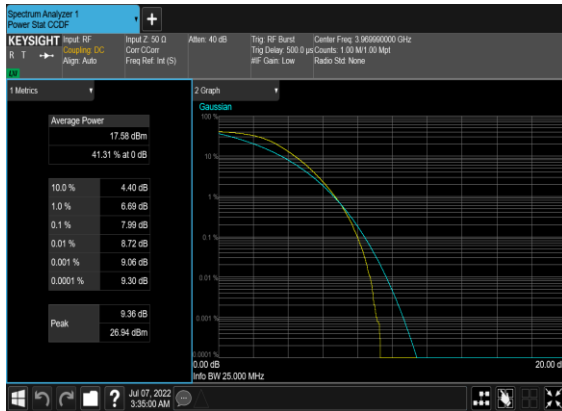 Spectrum Analyzer 1
Power Stat CCDF
+
KEYSIGHT
R T
LXI
Input: RF
Coupling: DC
Align: Auto
Input Z: 50 Ω
Corr CCorr
Freq Ref: Int (S)
Atten: 40 dB
Trig: RF Burst
Trig Delay: 500.0 µs
#IF Gain: Low
Center Freq: 3.969990000 GHz
Counts: 1.00 M/1.00 Mpt
Radio Std: None
1 Metrics
Average Power
17.58 dBm
41.31 % at 0 dB
10.0 % 4.40 dB
1.0 % 6.69 dB
0.1 % 7.99 dB
0.01 % 8.72 dB
0.001 % 9.06 dB
0.0001 % 9.30 dB
Peak
9.36 dB
26.94 dBm
2 Graph
Gaussian
100 %
10 %
1 %
0.1 %
0.01 %
0.001 %
0.0001 %
0.00 dB
20.00 d
Info BW 25.000 MHz
?
Jul 07, 2022
3:35:00 AM